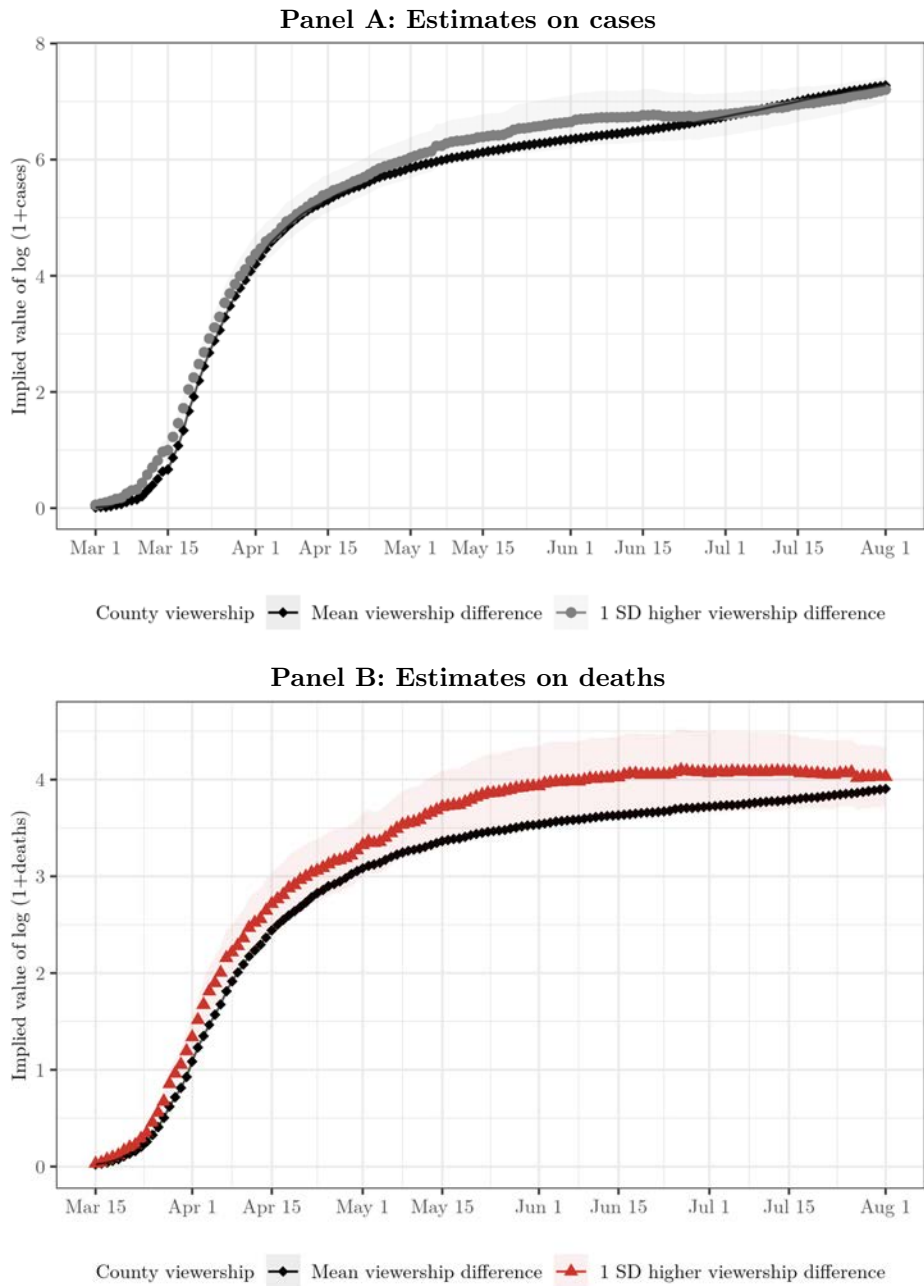 Panel A: Estimates on cases
8
6
4
2
0
Implied value of log (1+cases)
Mar 1 Mar 15 Apr 1 Apr 15 May 1 May 15 Jun 1 Jun 15 Jul 1 Jul 15 Aug 1
County viewership Mean viewership difference 1 SD higher viewership difference
Panel B: Estimates on deaths
4
3
2
1
0
Implied value of log (1+deaths)
Mar 15 Apr 1 Apr 15 May 1 May 15 Jun 1 Jun 15 Jul 1 Jul 15 Aug 1
County viewership Mean viewership difference 1 SD higher viewership difference